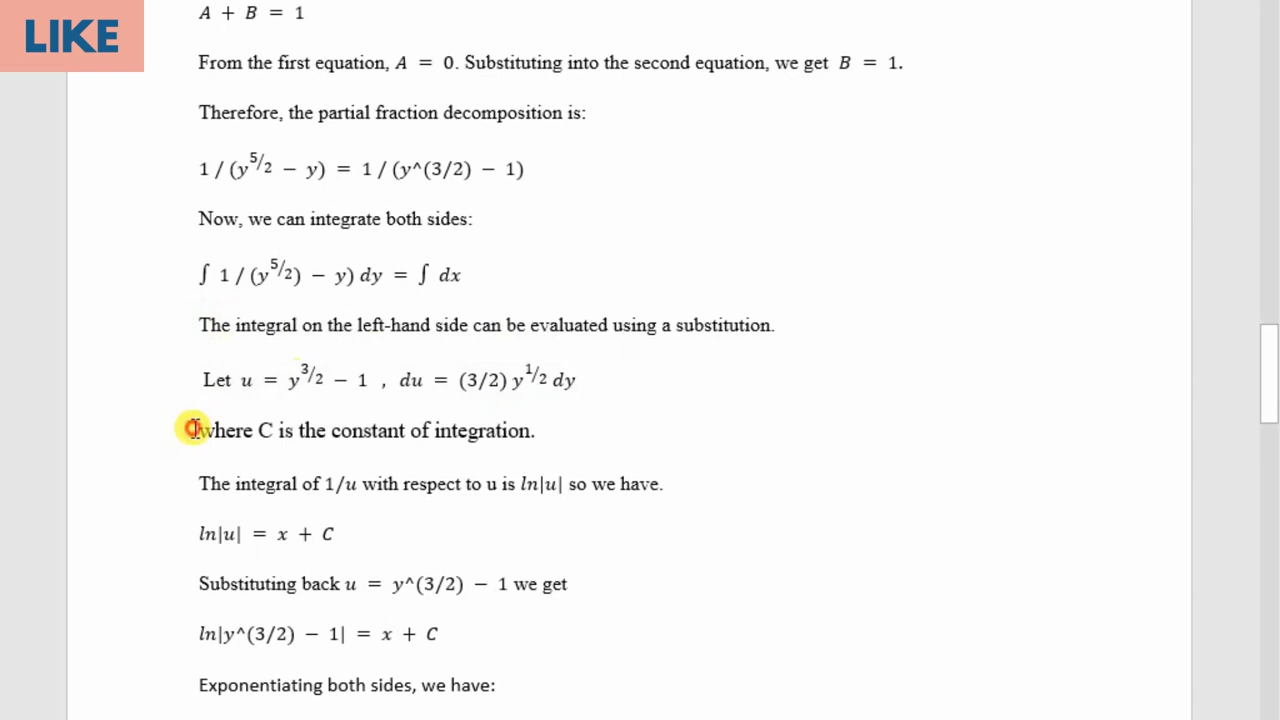 LIKE
A + B = 1
From the first equation, A = 0. Substituting into the second equation, we get B = 1.
Therefore, the partial fraction decomposition is:
1 / (y^5/2 − y) = 1 / (y^(3/2) − 1)
Now, we can integrate both sides:
∫ 1 / (y^5/2) − y) dy = ∫ dx
The integral on the left-hand side can be evaluated using a substitution.
Let u = y^3/2 − 1 , du = (3/2) y^1/2 dy
where C is the constant of integration.
The integral of 1/u with respect to u is ln|u| so we have.
ln|u| = x + C
Substituting back u = y^(3/2) − 1 we get
ln|y^(3/2) − 1| = x + C
Exponentiating both sides, we have: